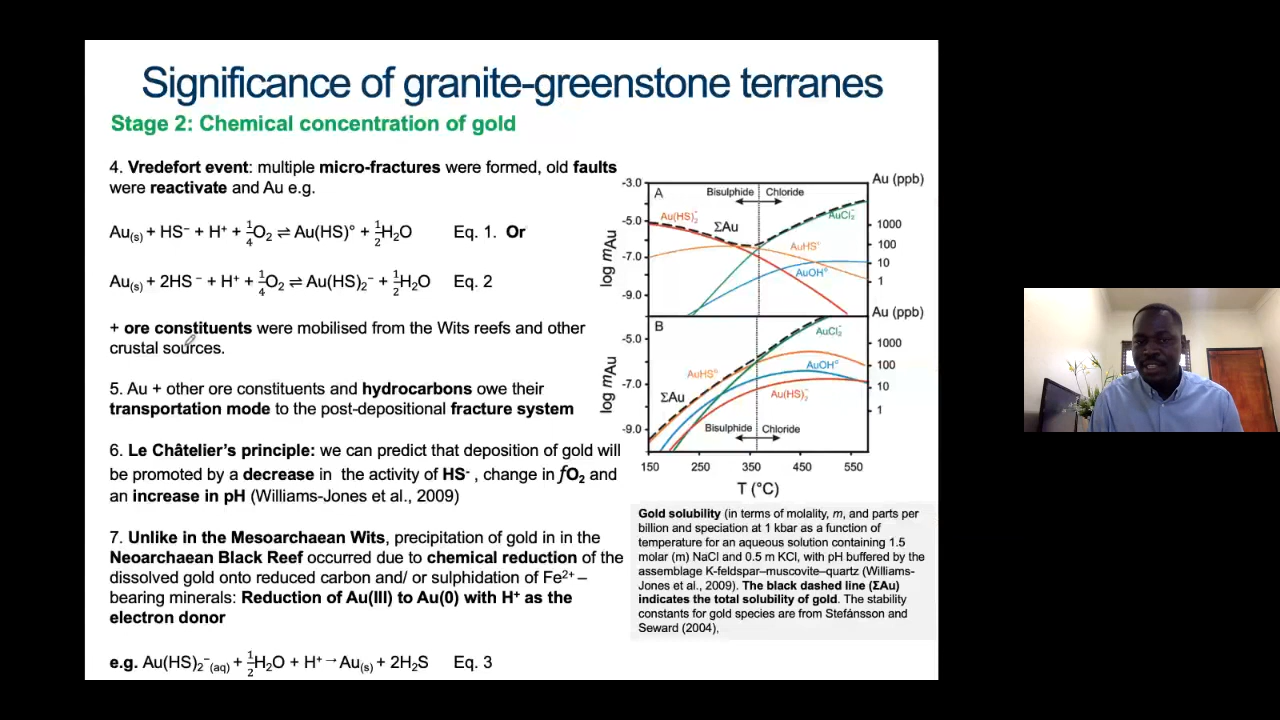 Significance of granite-greenstone terranes
Stage 2: Chemical concentration of gold
4. Vredefort event: multiple micro-fractures were formed, old faults
were reactivate and Au e.g.
Au(s) + HS⁻ + H⁺ + ¼O₂ ⇌ Au(HS)° + ½H₂O Eq. 1. Or
Au(s) + 2HS⁻ + H⁺ + ¼O₂ ⇌ Au(HS)₂⁻ + ½H₂O Eq. 2
+ ore constituents were mobilised from the Wits reefs and other
crustal sources.
5. Au + other ore constituents and hydrocarbons owe their
transportation mode to the post-depositional fracture system
6. Le Châtelier's principle: we can predict that deposition of gold will
be promoted by a decrease in the activity of HS⁻ , change in fO₂ and
an increase in pH (Williams-Jones et al., 2009)
7. Unlike in the Mesoarchaean Wits, precipitation of gold in in the
Neoarchaean Black Reef occurred due to chemical reduction of the
dissolved gold onto reduced carbon and/ or sulphidation of Fe²⁺ –
bearing minerals: Reduction of Au(III) to Au(0) with H⁺ as the
electron donor
e.g. Au(HS)₂⁻(aq) + ½H₂O + H⁺ → Au(s) + 2H₂S Eq. 3
Au (ppb)
-3.0
A
Bisulphide Chloride
Au(HS)₂⁻
AuCl₂⁻
-5.0
ΣAu
1000
AuHS°
100
log mAu
-7.0
10
AuOH°
1
-9.0
Au (ppb)
B
AuCl₂⁻
-5.0
1000
AuHS°
AuOH°
100
log mAu
-7.0
10
ΣAu
Au(HS)₂⁻
1
-9.0
Bisulphide Chloride
150 250 350 450 550
T (°C)
Gold solubility (in terms of molality, m, and parts per
billion and speciation at 1 kbar as a function of
temperature for an aqueous solution containing 1.5
molar (m) NaCl and 0.5 m KCl, with pH buffered by the
assemblage K-feldspar–muscovite–quartz (Williams-
Jones et al., 2009). The black dashed line (ΣAu)
indicates the total solubility of gold. The stability
constants for gold species are from Stefánsson and
Seward (2004),